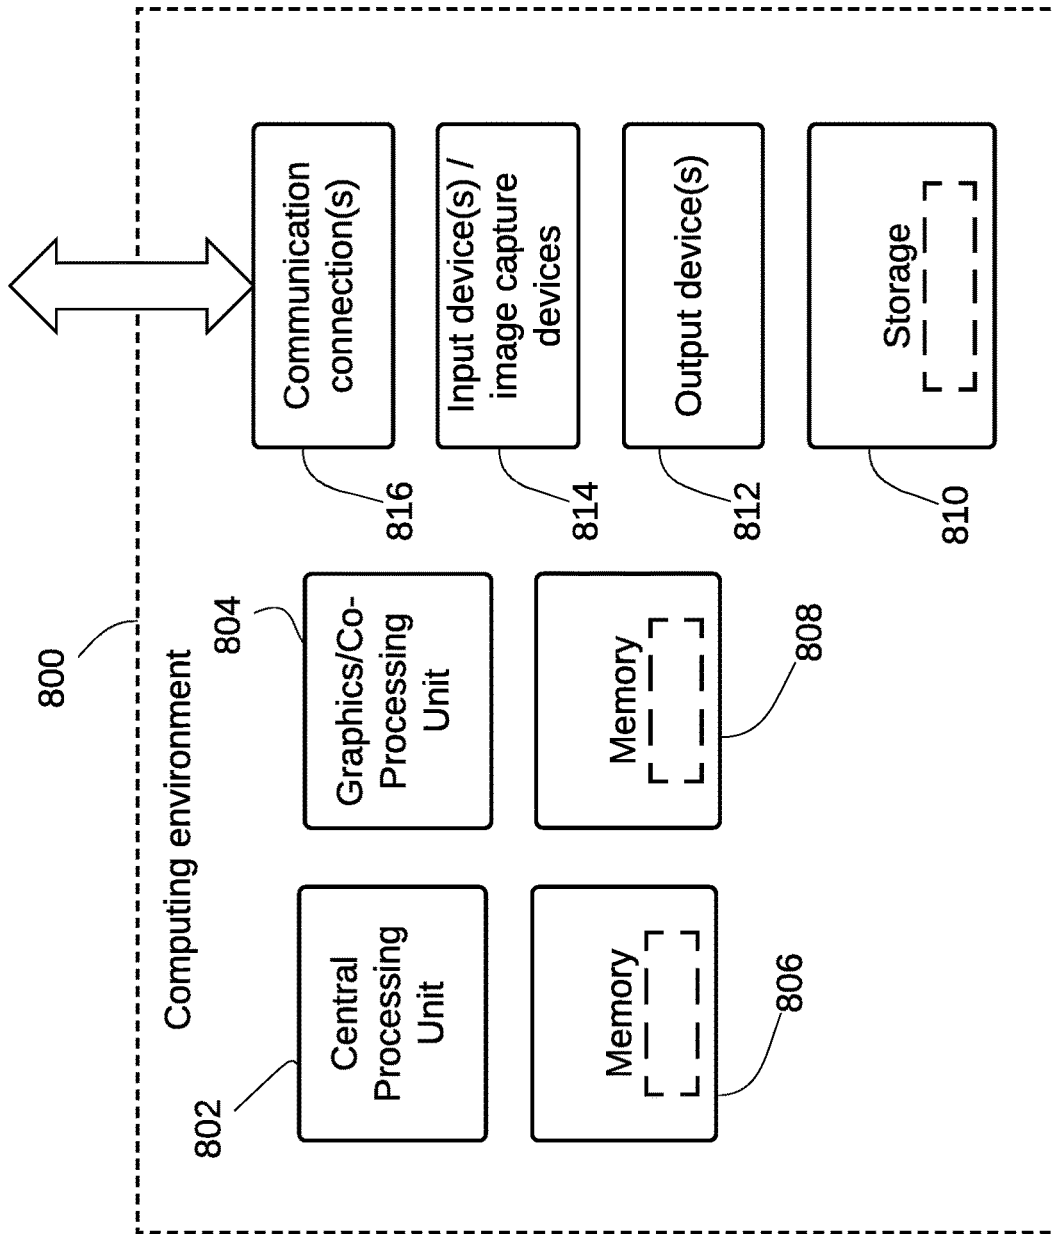 800
Computing environment
802
Central
Processing
Unit
804
Graphics/Co-
Processing
Unit
Memory
806
Memory
808
Communication
connection(s)
816
Input device(s) /
image capture
devices
814
Output device(s)
812
Storage
810